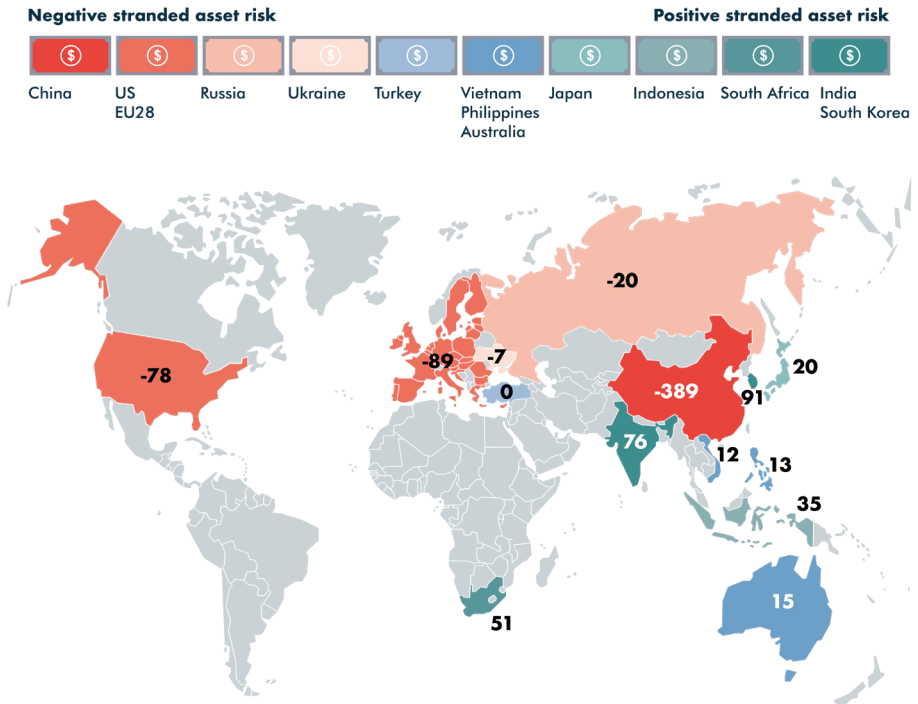 Negative stranded asset risk
Positive stranded asset risk
$ $ $ $ $ $ $ $ $ $
China
US
EU28
Russia
Ukraine
Turkey
Vietnam
Philippines
Australia
Japan
Indonesia
South Africa
India
South Korea
-20
-7
-89
-78
0
20
-389
91
76
12
13
35
15
51